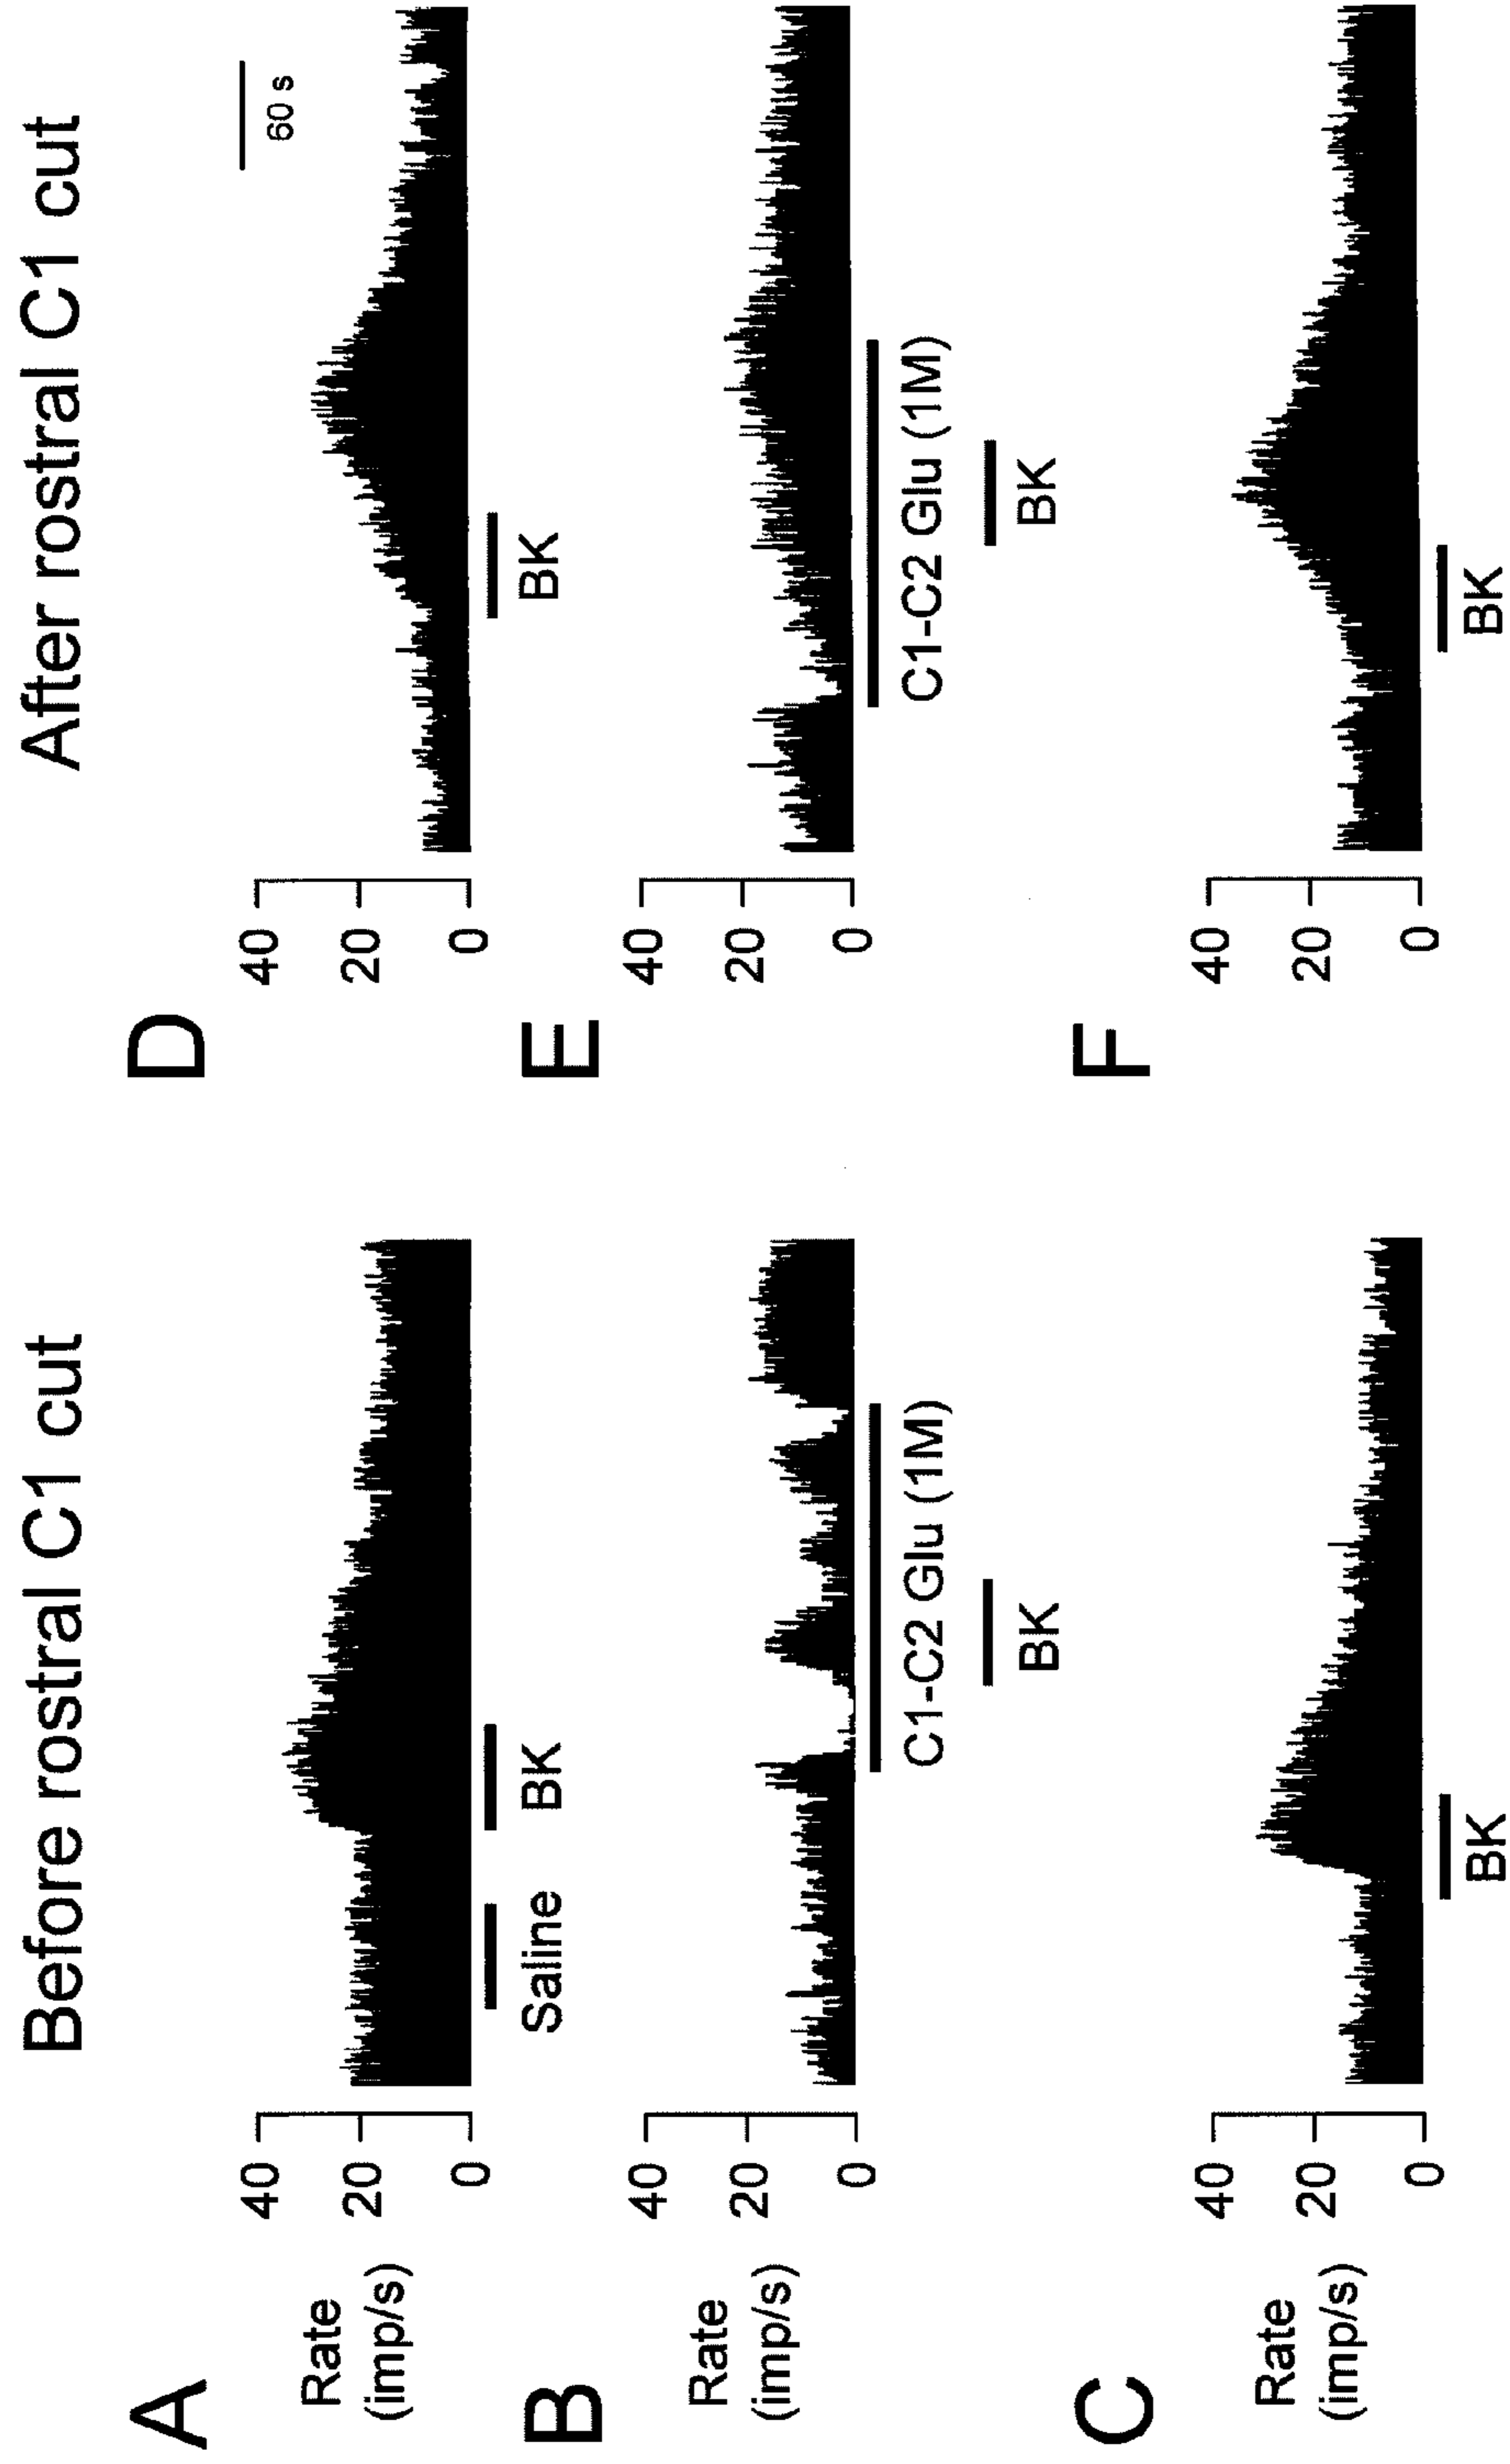 Before rostral C1 cut
After rostral C1 cut
A
Rate
(imp/s)
40
20
0
Saline
BK
D
40
20
0
60 s
BK
B
Rate
(imp/s)
40
20
0
C1-C2 Glu (1M)
BK
E
40
20
0
C1-C2 Glu (1M)
BK
C
Rate
(imp/s)
40
20
0
BK
F
40
20
0
BK